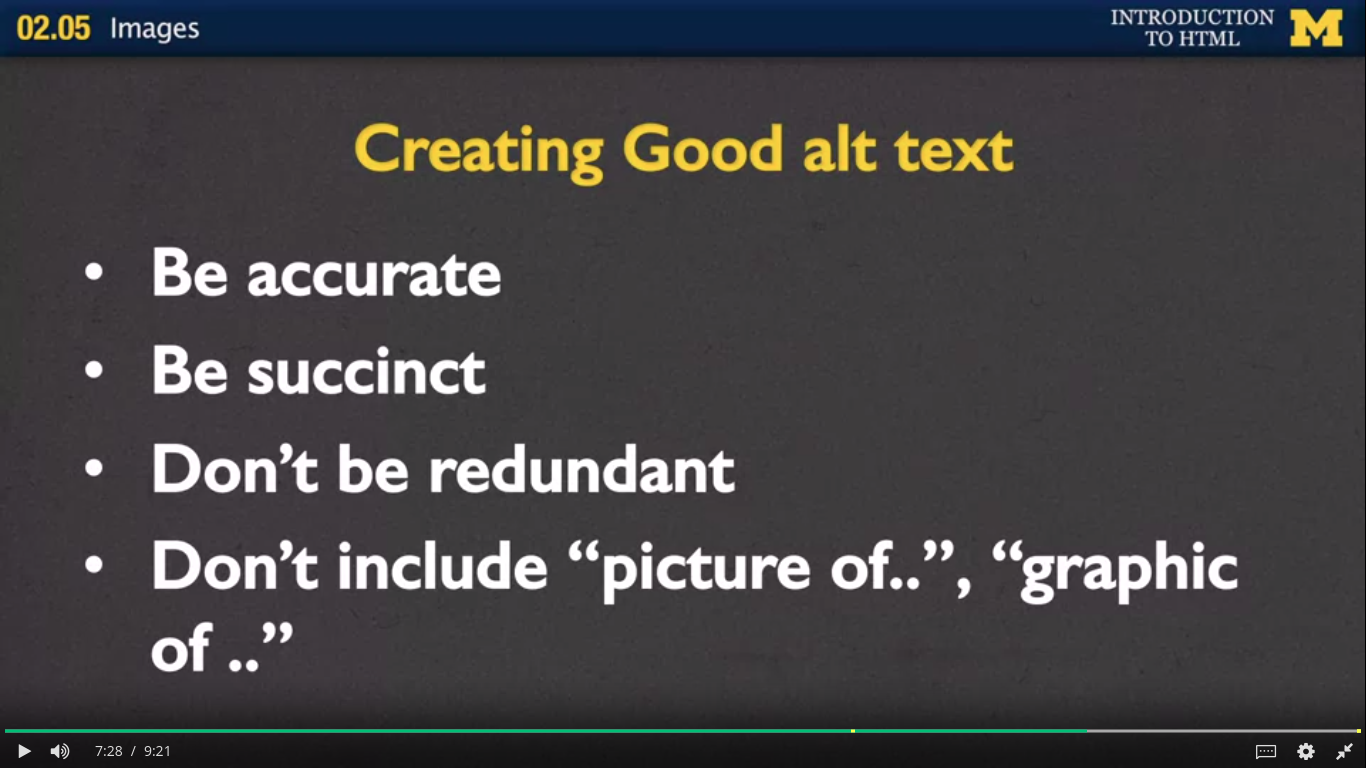 02.05 Images
INTRODUCTION
TO HTML
M
Creating Good alt text
• Be accurate
• Be succinct
• Don’t be redundant
• Don’t include “picture of..”, “graphic
of ..”
7:28 / 9:21